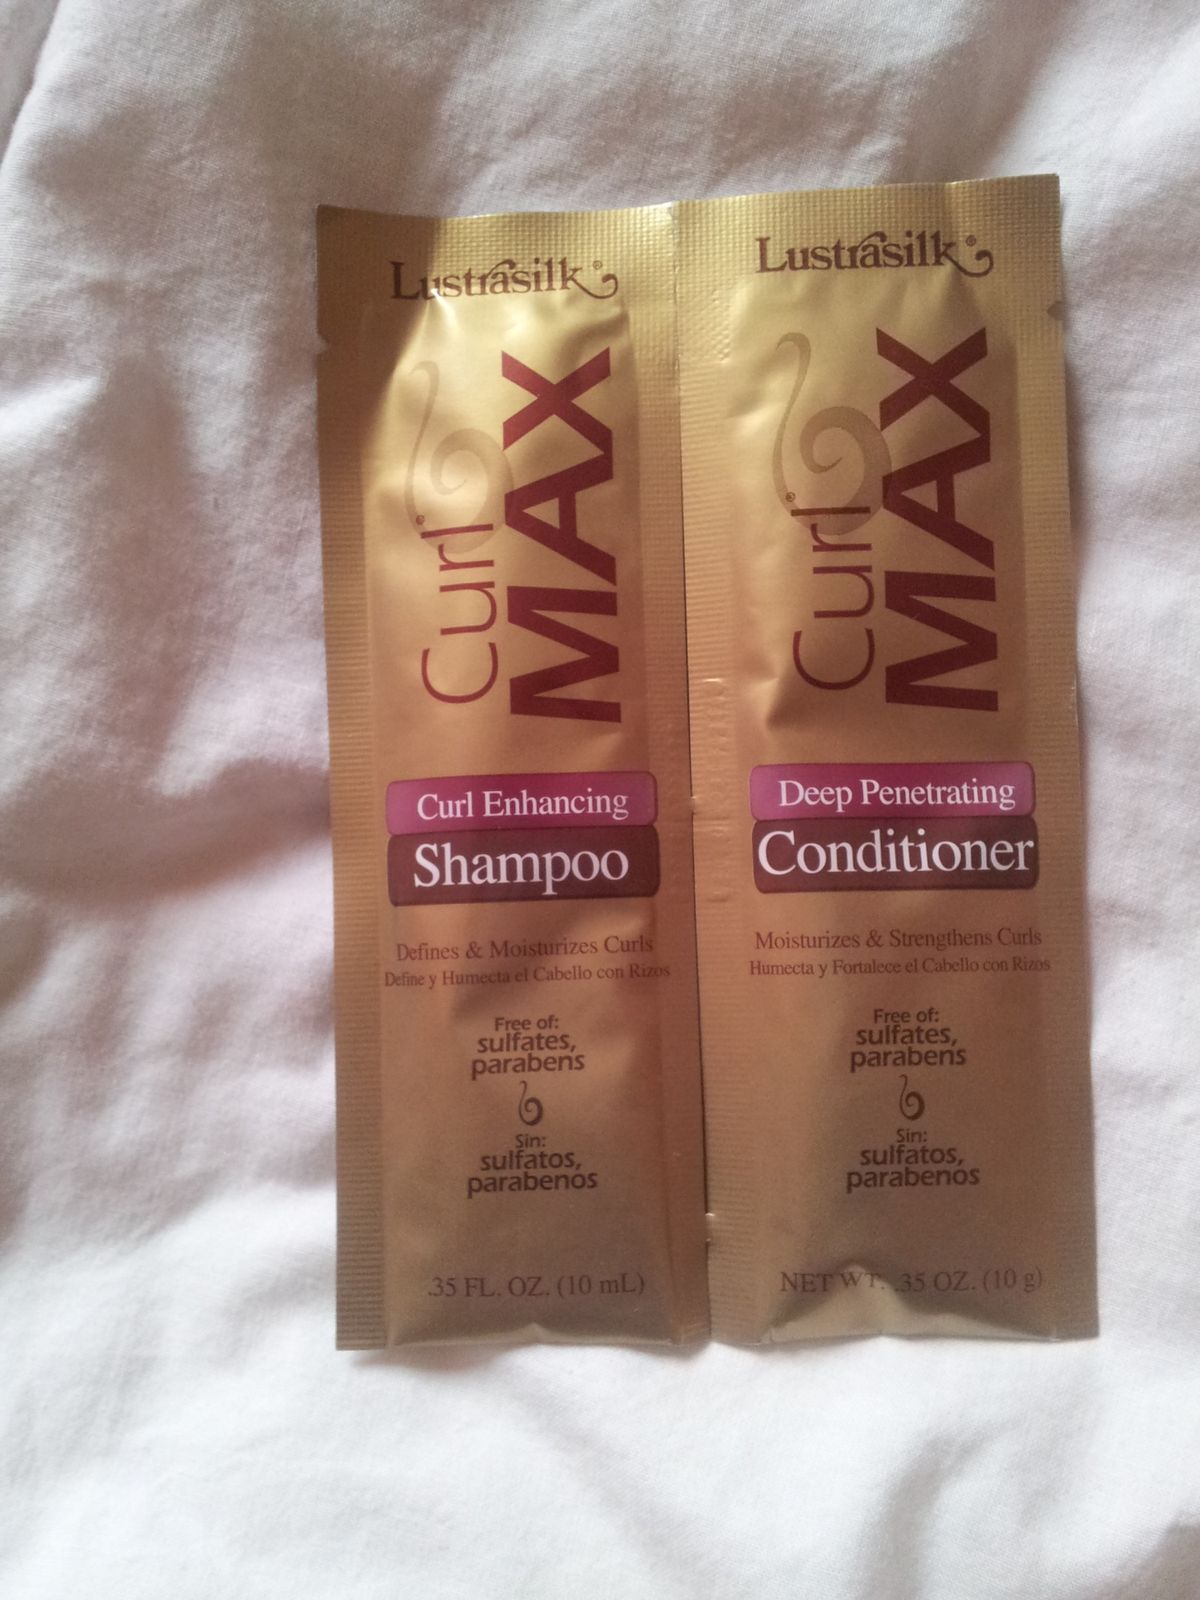 Lustrasilk®
Curl®
MAX
Curl Enhancing
Shampoo
Defines & Moisturizes Curls
Define y Humecta el Cabello con Rizos
Free of:
sulfates,
parabens
Sin:
sulfatos,
parabenos
.35 FL. OZ. (10 mL)
Lustrasilk®
Curl®
MAX
Deep Penetrating
Conditioner
Moisturizes & Strengthens Curls
Humecta y Fortalece el Cabello con Rizos
Free of:
sulfates,
parabens
Sin:
sulfatos,
parabenos
NET WT. .35 OZ. (10 g)